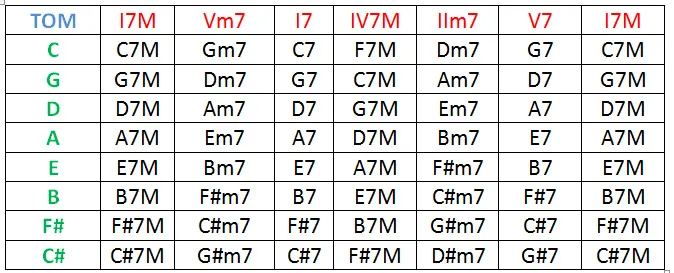 TOM I7M Vm7 I7 IV7M IIm7 V7 I7M
C C7M Gm7 C7 F7M Dm7 G7 C7M
G G7M Dm7 G7 C7M Am7 D7 G7M
D D7M Am7 D7 G7M Em7 A7 D7M
A A7M Em7 A7 D7M Bm7 E7 A7M
E E7M Bm7 E7 A7M F#m7 B7 E7M
B B7M F#m7 B7 E7M C#m7 F#7 B7M
F# F#7M C#m7 F#7 B7M G#m7 C#7 F#7M
C# C#7M G#m7 C#7 F#7M D#m7 G#7 C#7M